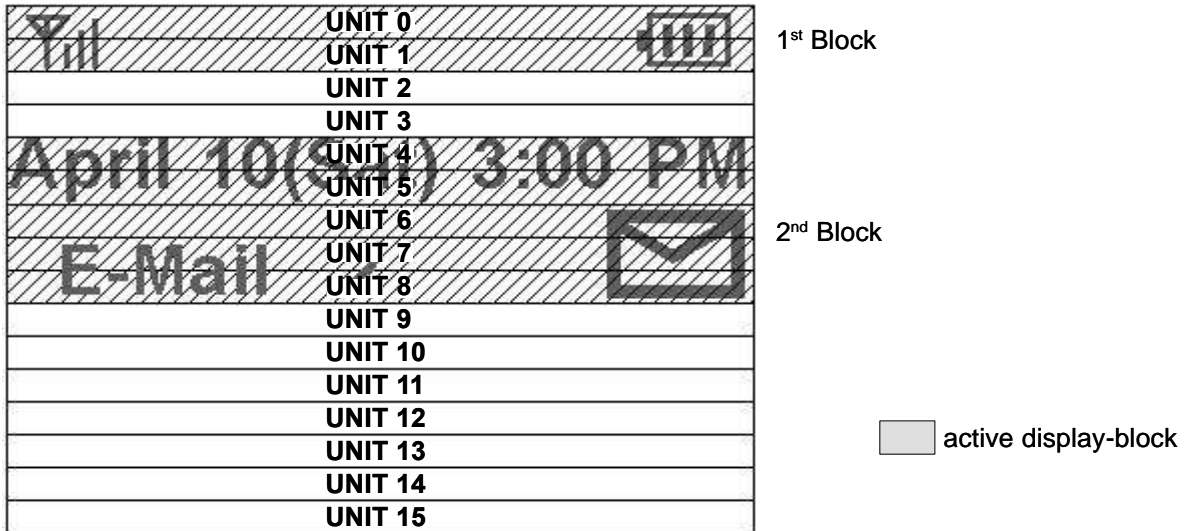 UNIT 0
UNIT 1
1st Block
UNIT 2
UNIT 3
April 10(Sat) 3:00 PM
UNIT 4
UNIT 5
UNIT 6
2nd Block
E-Mail
UNIT 7
UNIT 8
UNIT 9
UNIT 10
UNIT 11
UNIT 12
UNIT 13
active display-block
UNIT 14
UNIT 15